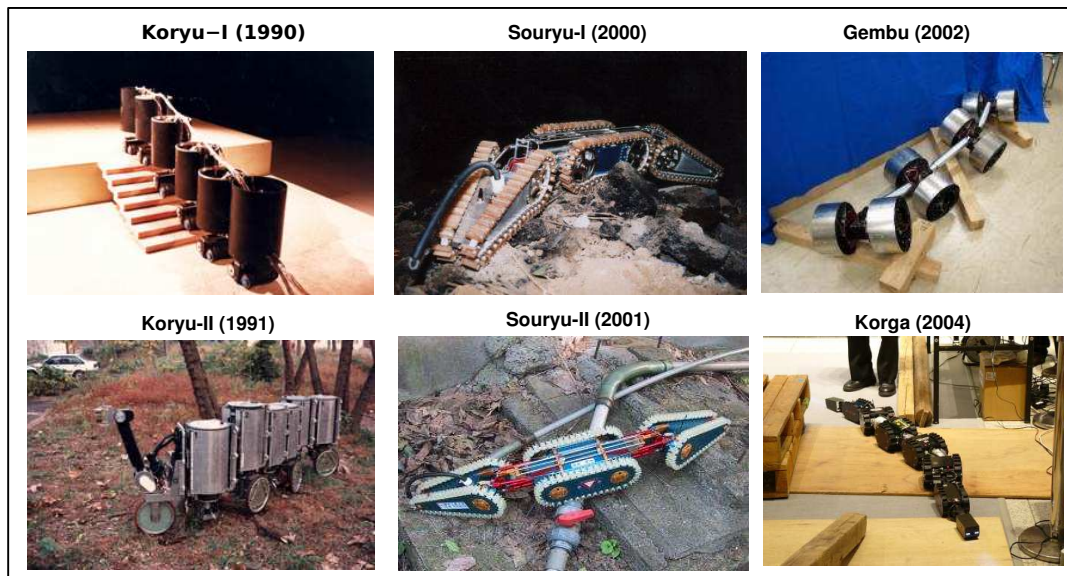 Koryu−I (1990)
Souryu-I (2000)
Gembu (2002)
Koryu-II (1991)
Souryu-II (2001)
Korga (2004)